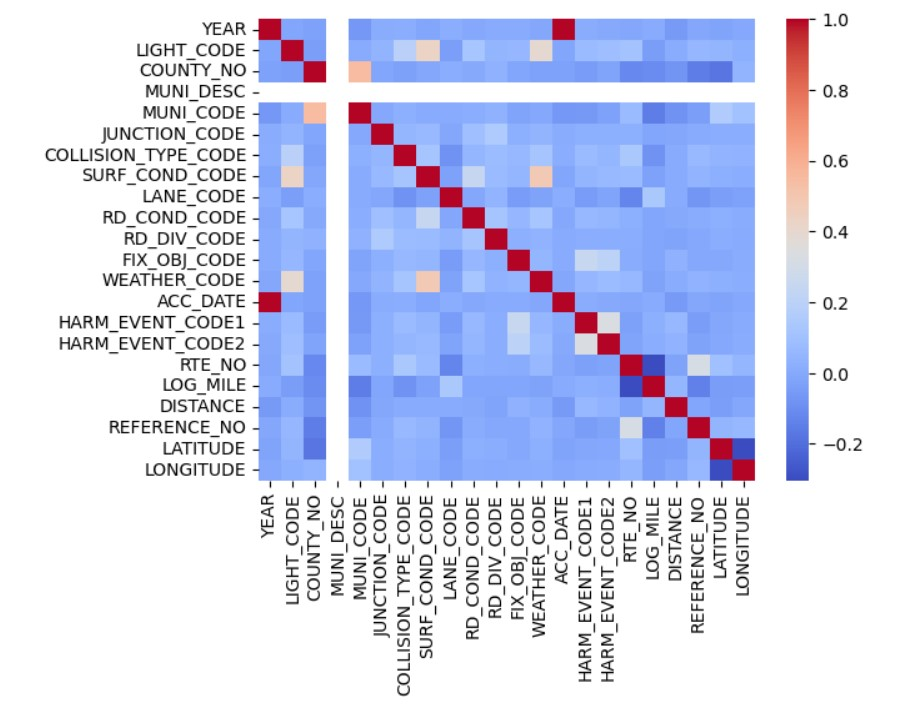 YEAR
LIGHT_CODE
COUNTY_NO
MUNI_DESC
MUNI_CODE
JUNCTION_CODE
COLLISION_TYPE_CODE
SURF_COND_CODE
LANE_CODE
RD_COND_CODE
RD_DIV_CODE
FIX_OBJ_CODE
WEATHER_CODE
ACC_DATE
HARM_EVENT_CODE1
HARM_EVENT_CODE2
RTE_NO
LOG_MILE
DISTANCE
REFERENCE_NO
LATITUDE
LONGITUDE
YEAR
LIGHT_CODE
COUNTY_NO
MUNI_DESC
MUNI_CODE
JUNCTION_CODE
COLLISION_TYPE_CODE
SURF_COND_CODE
LANE_CODE
RD_COND_CODE
RD_DIV_CODE
FIX_OBJ_CODE
WEATHER_CODE
ACC_DATE
HARM_EVENT_CODE1
HARM_EVENT_CODE2
RTE_NO
LOG_MILE
DISTANCE
REFERENCE_NO
LATITUDE
LONGITUDE
1.0
0.8
0.6
0.4
0.2
0.0
−0.2